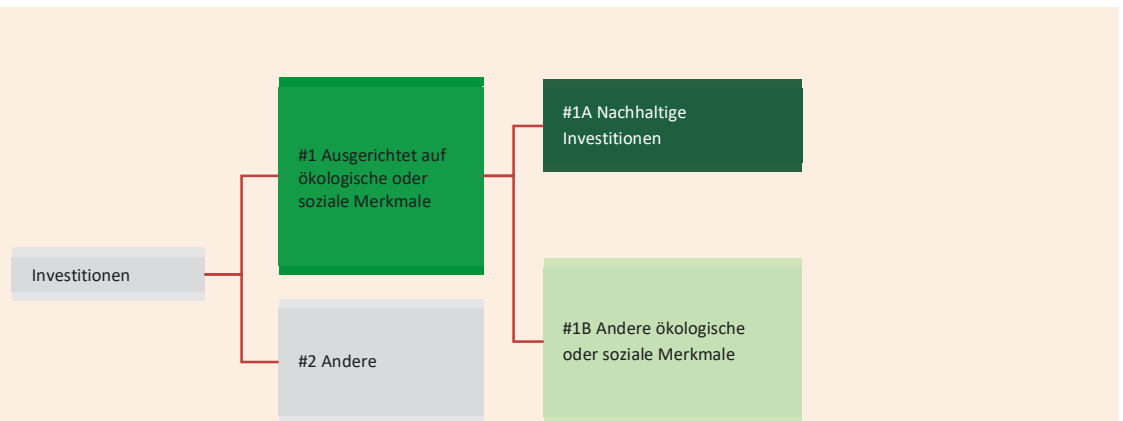 Investitionen
#1 Ausgerichtet auf
ökologische oder
soziale Merkmale
#2 Andere
#1A Nachhaltige
Investitionen
#1B Andere ökologische
oder soziale Merkmale